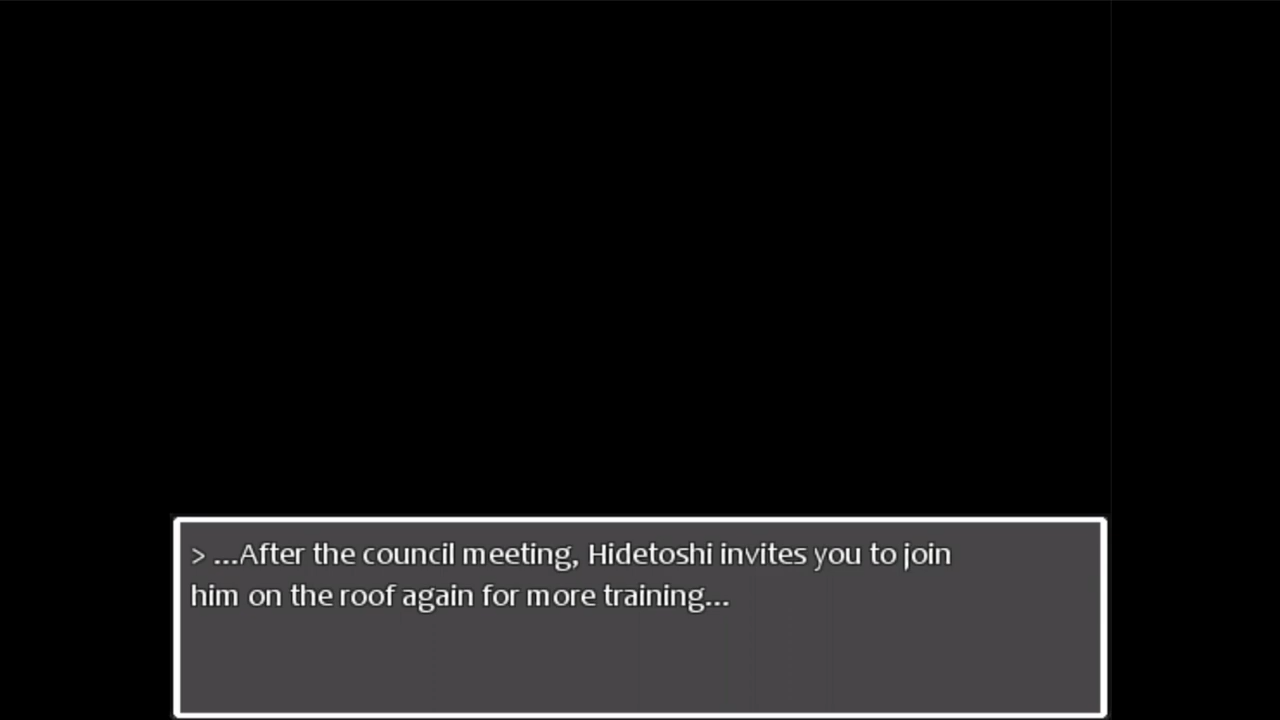 > ...After the council meeting, Hidetoshi invites you to join
him on the roof again for more training...